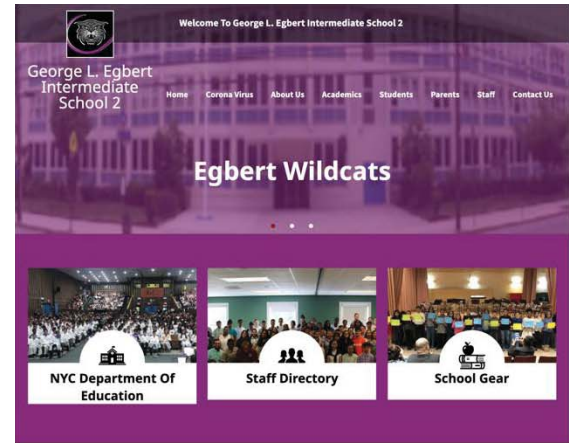 Welcome To George L. Egbert Intermediate School 2
George L. Egbert
Intermediate
School 2
Home Corona Virus About Us Academics Students Parents Staff Contact Us
Egbert Wildcats
NYC Department Of
Education
Staff Directory
School Gear